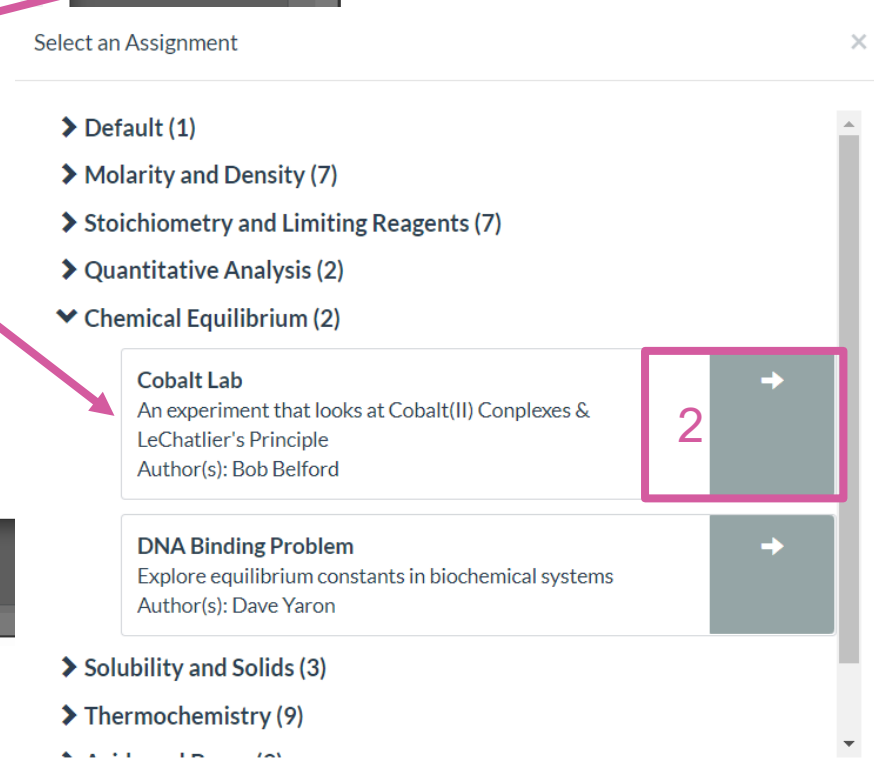 Select an Assignment ×
Default (1)
Molarity and Density (7)
Stoichiometry and Limiting Reagents (7)
Quantitative Analysis (2)
Chemical Equilibrium (2)
Cobalt Lab
An experiment that looks at Cobalt(II) Conplexes &
LeChatlier's Principle
Author(s): Bob Belford
2
DNA Binding Problem
Explore equilibrium constants in biochemical systems
Author(s): Dave Yaron
Solubility and Solids (3)
Thermochemistry (9)